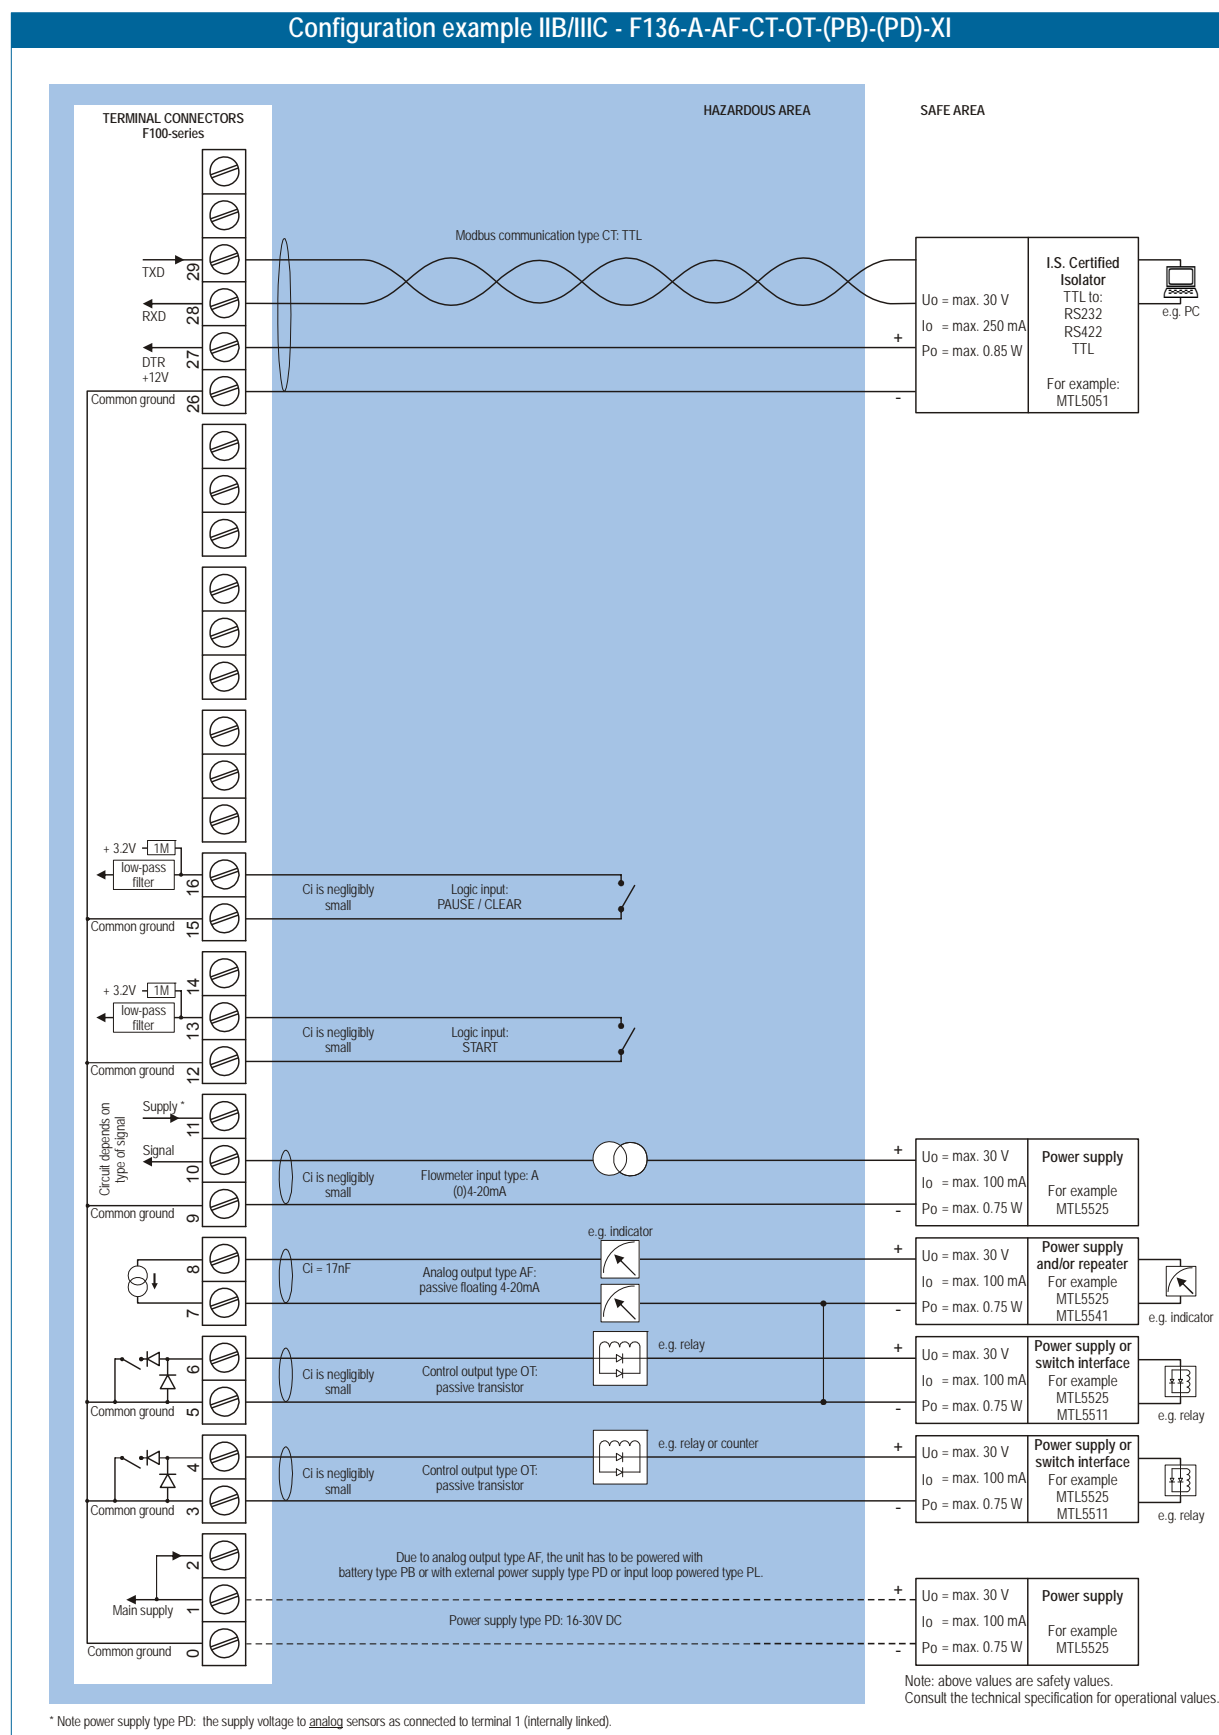 Configuration example IIB/IIIC - F136-A-AF-CT-OT-(PB)-(PD)-XI
TERMINAL CONNECTORS
F100-series
HAZARDOUS AREA
SAFE AREA
Modbus communication type CT: TTL
TXD
29
RXD
28
DTR
+12V
27
Common ground
26
Uo = max. 30 V
Io = max. 250 mA
Po = max. 0.85 W
+
-
I.S. Certified
Isolator
TTL to:
RS232
RS422
TTL
For example:
MTL5051
e.g. PC
+ 3.2V
1M
low-pass
filter
16
Common ground
15
Ci is negligibly
small
Logic input:
PAUSE / CLEAR
14
+ 3.2V
1M
low-pass
filter
13
Common ground
12
Ci is negligibly
small
Logic input:
START
Circuit depends on
type of signal
Supply *
11
Signal
10
Common ground
9
Ci is negligibly
small
Flowmeter input type: A
(0)4-20mA
+
-
Uo = max. 30 V
Io = max. 100 mA
Po = max. 0.75 W
Power supply
For example
MTL5525
8
7
Ci = 17nF
Analog output type AF:
passive floating 4-20mA
e.g. indicator
+
-
Uo = max. 30 V
Io = max. 100 mA
Po = max. 0.75 W
Power supply
and/or repeater
For example
MTL5525
MTL5541
e.g. indicator
6
Common ground
5
Ci is negligibly
small
Control output type OT:
passive transistor
e.g. relay
+
-
Uo = max. 30 V
Io = max. 100 mA
Po = max. 0.75 W
Power supply or
switch interface
For example
MTL5525
MTL5511
e.g. relay
4
Common ground
3
Ci is negligibly
small
Control output type OT:
passive transistor
e.g. relay or counter
+
-
Uo = max. 30 V
Io = max. 100 mA
Po = max. 0.75 W
Power supply or
switch interface
For example
MTL5525
MTL5511
e.g. relay
2
Main supply
1
Common ground
0
Due to analog output type AF, the unit has to be powered with
battery type PB or with external power supply type PD or input loop powered type PL.
Power supply type PD: 16-30V DC
+
-
Uo = max. 30 V
Io = max. 100 mA
Po = max. 0.75 W
Power supply
For example
MTL5525
Note: above values are safety values.
Consult the technical specification for operational values.
* Note power supply type PD: the supply voltage to analog sensors as connected to terminal 1 (internally linked).